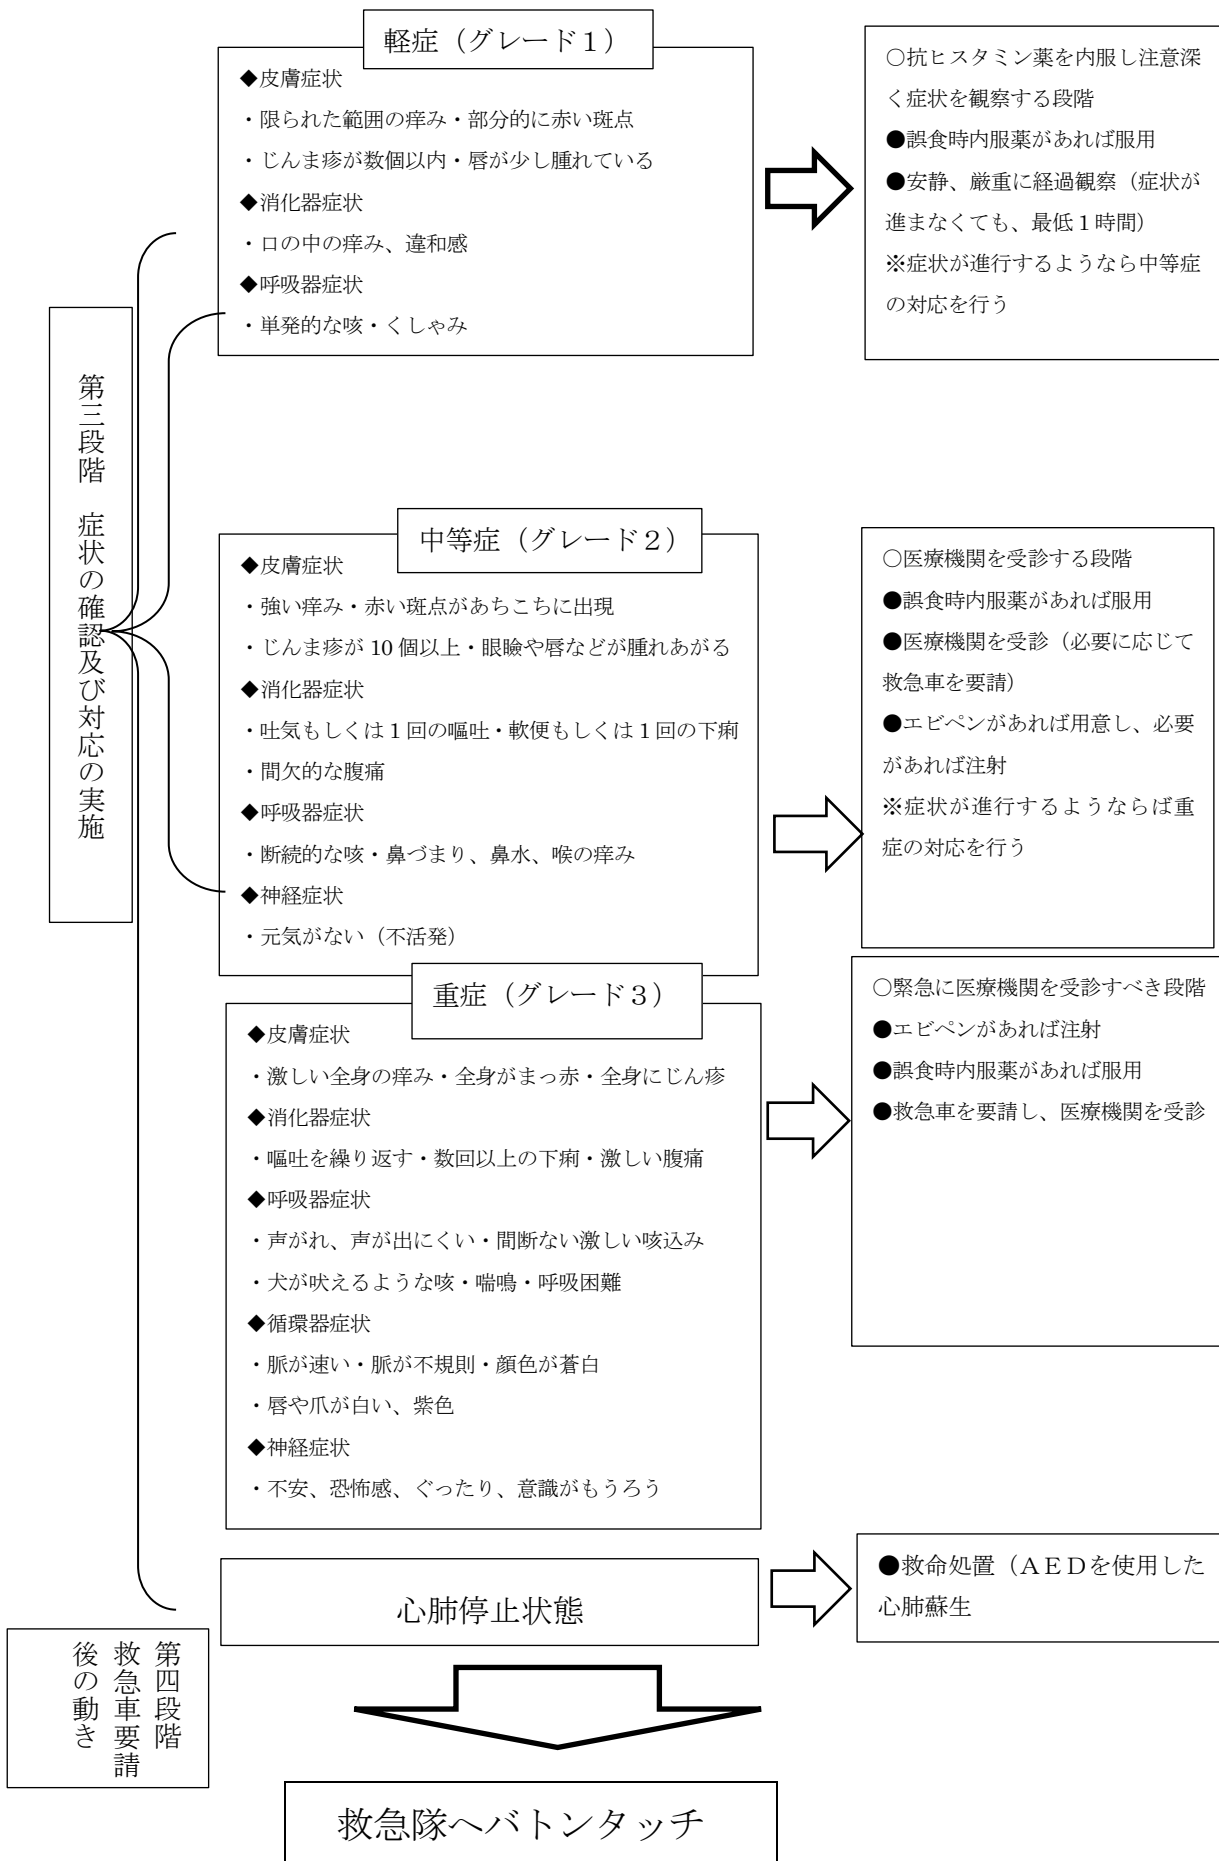 第三段階　症状の確認及び対応の実施
軽症（グレード１）
◆皮膚症状
・限られた範囲の痒み・部分的に赤い斑点
・じんま疹が数個以内・唇が少し腫れている
◆消化器症状
・口の中の痒み、違和感
◆呼吸器症状
・単発的な咳・くしゃみ
○抗ヒスタミン薬を内服し注意深
く症状を観察する段階
●誤食時内服薬があれば服用
●安静、厳重に経過観察（症状が
進まなくても、最低１時間）
※症状が進行するようなら中等症
の対応を行う
中等症（グレード２）
◆皮膚症状
・強い痒み・赤い斑点があちこちに出現
・じんま疹が 10 個以上・眼瞼や唇などが腫れあがる
◆消化器症状
・吐気もしくは１回の嘔吐・軟便もしくは１回の下痢
・間欠的な腹痛
◆呼吸器症状
・断続的な咳・鼻づまり、鼻水、喉の痒み
◆神経症状
・元気がない（不活発）
○医療機関を受診する段階
●誤食時内服薬があれば服用
●医療機関を受診（必要に応じて
救急車を要請）
●エピペンがあれば用意し、必要
があれば注射
※症状が進行するようならば重
症の対応を行う
重症（グレード３）
◆皮膚症状
・激しい全身の痒み・全身がまっ赤・全身にじん疹
◆消化器症状
・嘔吐を繰り返す・数回以上の下痢・激しい腹痛
◆呼吸器症状
・声がれ、声が出にくい・間断ない激しい咳込み
・犬が吠えるような咳・喘鳴・呼吸困難
◆循環器症状
・脈が速い・脈が不規則・顔色が蒼白
・唇や爪が白い、紫色
◆神経症状
・不安、恐怖感、ぐったり、意識がもうろう
○緊急に医療機関を受診すべき段階
●エピペンがあれば注射
●誤食時内服薬があれば服用
●救急車を要請し、医療機関を受診
心肺停止状態
●救命処置（ＡＥＤを使用した
心肺蘇生
第四段階
救急車要請
後の動き
救急隊へバトンタッチ